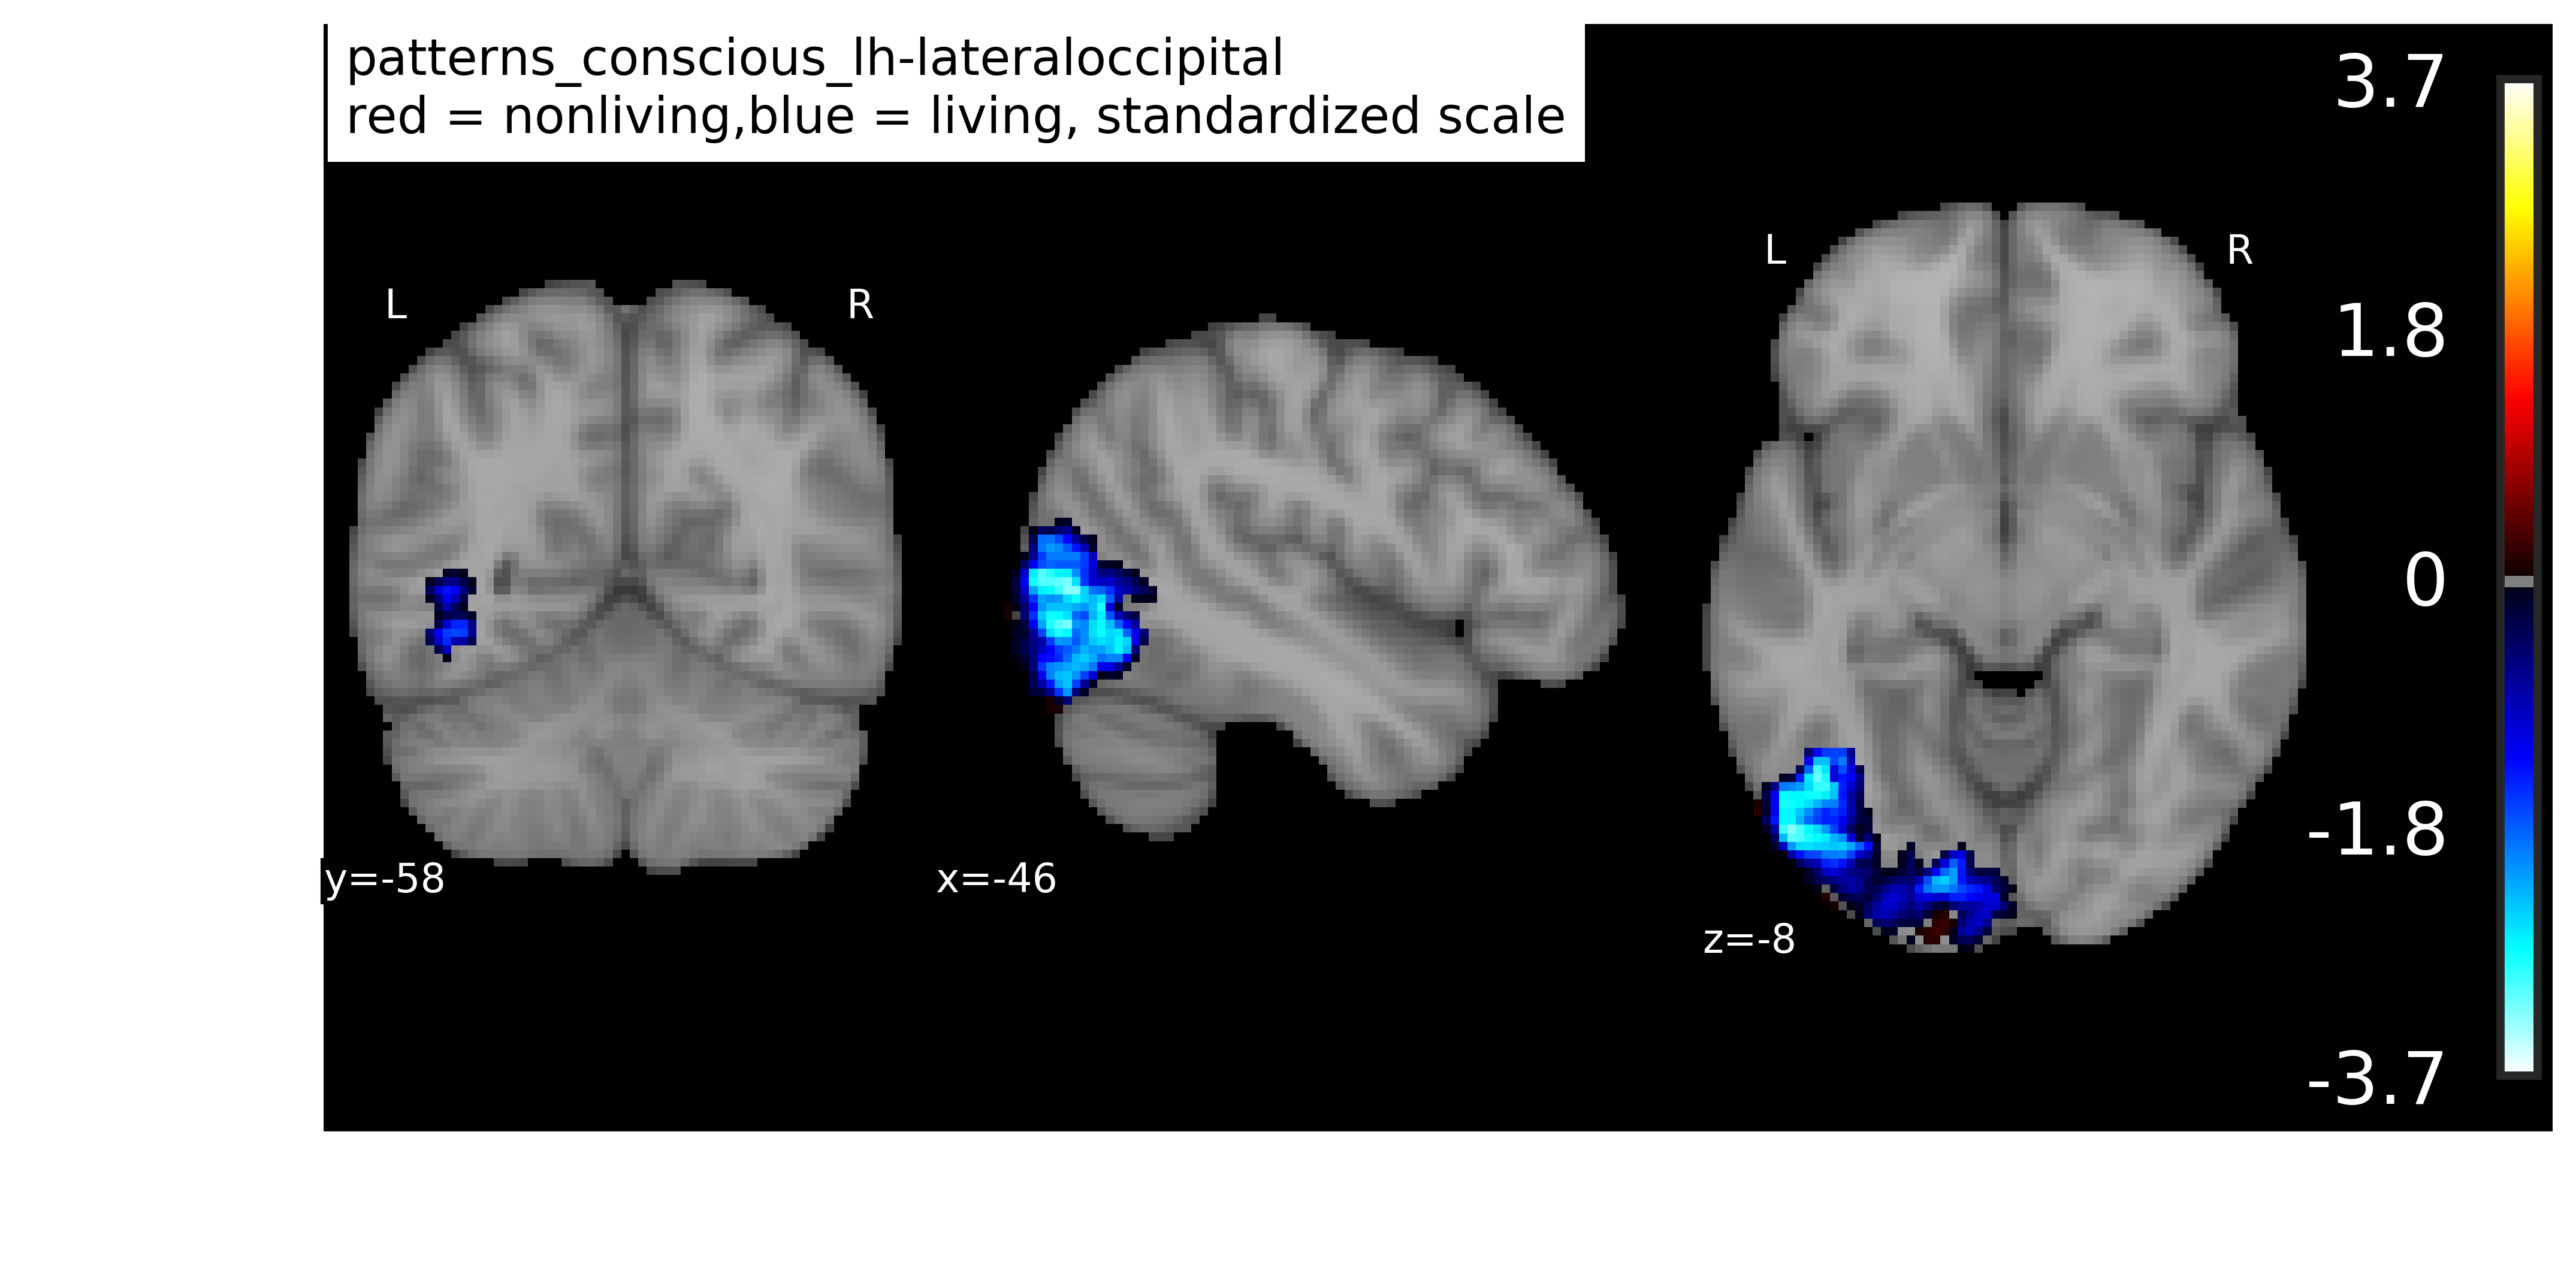 patterns_conscious_lh-lateraloccipital
red = nonliving,blue = living, standardized scale
L
R
y=-58
x=-46
L
R
z=-8
3.7
1.8
0
-1.8
-3.7